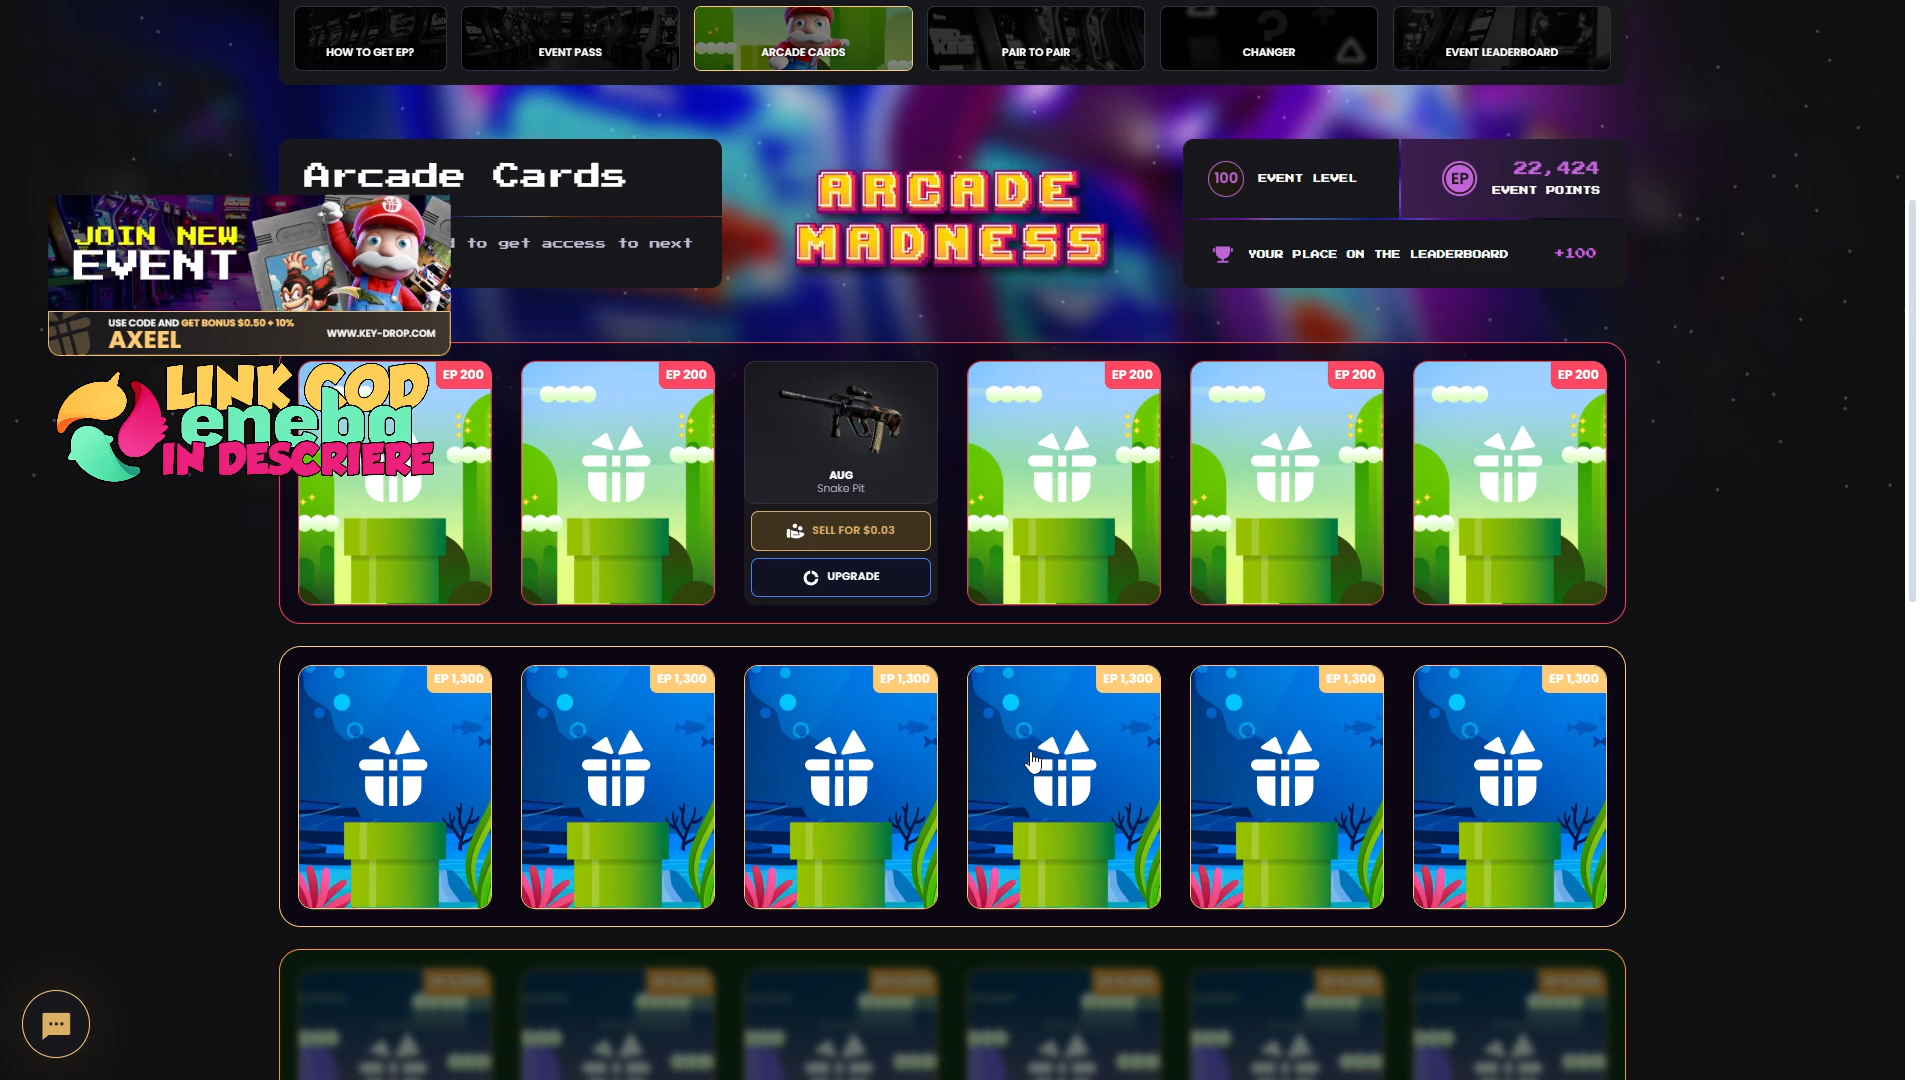 HOW TO GET EP?
EVENT PASS
ARCADE CARDS
PAIR TO PAIR
CHANGER
EVENT LEADERBOARD
Arcade Cards
to get access to next
ARCADE
MADNESS
100 EVENT LEVEL
EP 22,424
EVENT POINTS
YOUR PLACE ON THE LEADERBOARD +100
JOIN NEW
EVENT
USE CODE AND GET BONUS $0.50 + 10%
AXEEL
WWW.KEY-DROP.COM
LINK COD
eneba
IN DESCRIERE
EP 200
EP 200
EP 200
EP 200
EP 200
AUG
Snake Pit
SELL FOR $0.03
UPGRADE
EP 1,300
EP 1,300
EP 1,300
EP 1,300
EP 1,300
EP 1,300